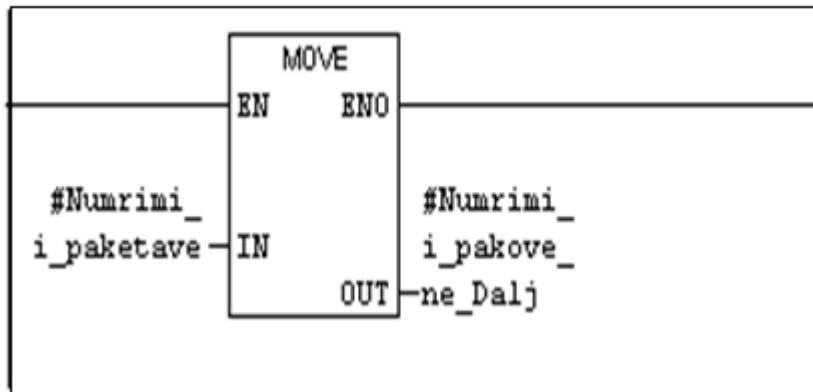 MOVE
EN ENO
#Numrimi_
i_paketave
IN
#Numrimi_
i_pakove_
ne_Dalj
OUT